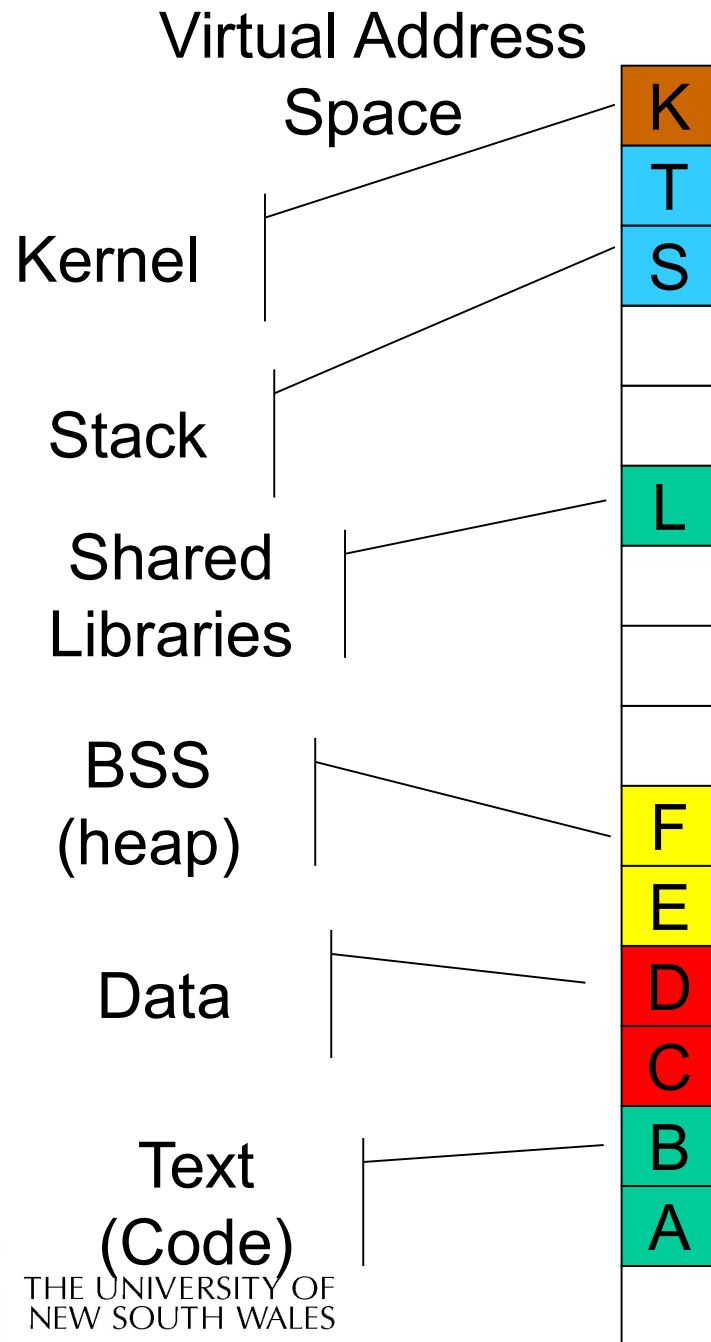 Virtual Address
Space
K
T
Kernel
S
Stack
L
Shared
Libraries
BSS
(heap)
F
E
Data
D
C
Text
(Code)
B
A
THE UNIVERSITY OF
NEW SOUTH WALES